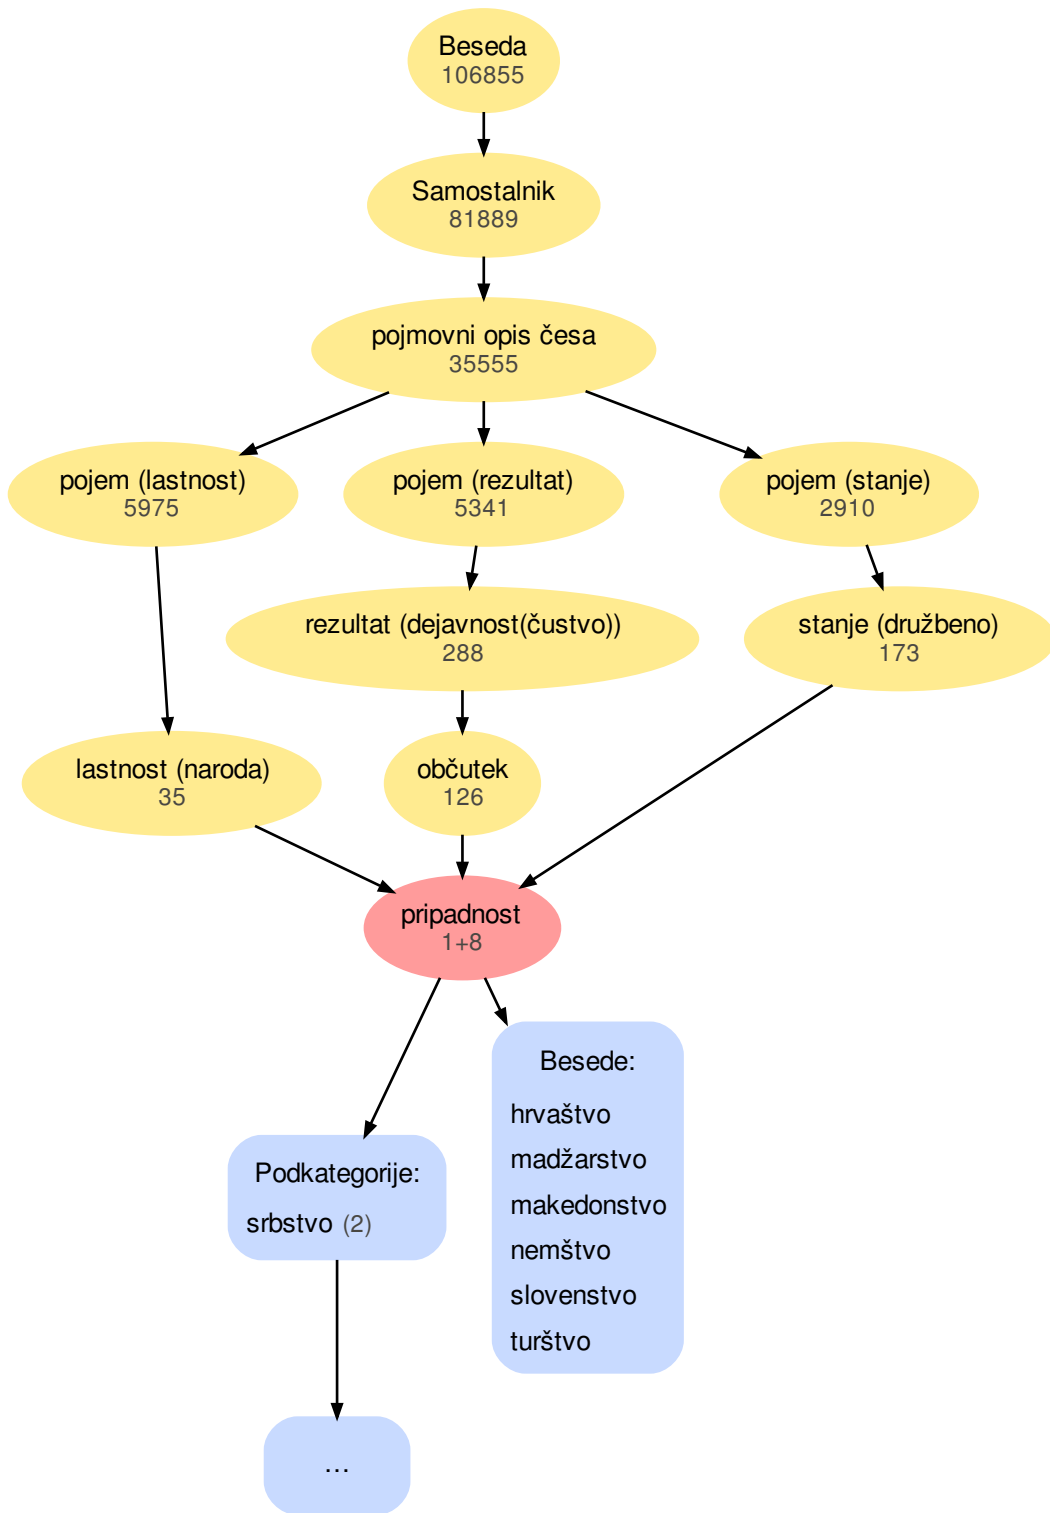 Beseda
106855
Samostalnik
81889
pojmovni opis česa
35555
pojem (lastnost)
5975
pojem (rezultat)
5341
pojem (stanje)
2910
rezultat (dejavnost(čustvo))
288
stanje (družbeno)
173
lastnost (naroda)
35
občutek
126
pripadnost
1+8
Besede:
hrvaštvo
madžarstvo
makedonstvo
nemštvo
slovenstvo
turštvo
Podkategorije:
srbstvo (2)
...